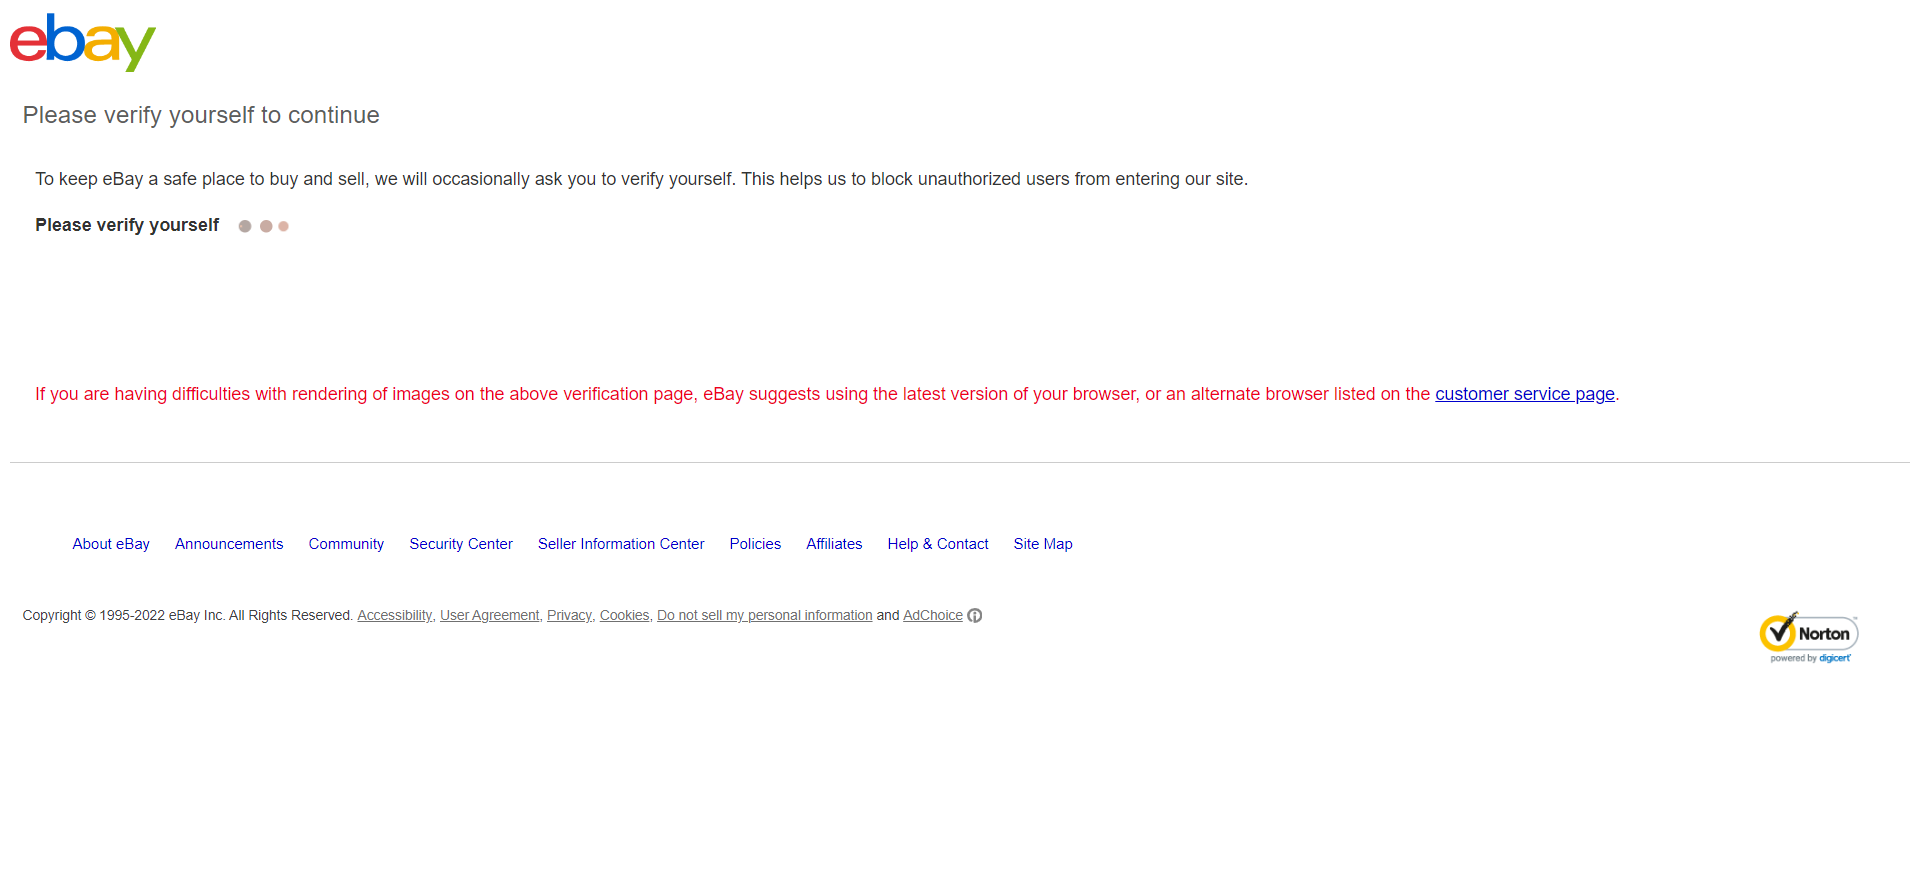 ebay
Please verify yourself to continue
To keep eBay a safe place to buy and sell, we will occasionally ask you to verify yourself. This helps us to block unauthorized users from entering our site.
Please verify yourself
If you are having difficulties with rendering of images on the above verification page, eBay suggests using the latest version of your browser, or an alternate browser listed on the customer service page.
About eBay Announcements Community Security Center Seller Information Center Policies Affiliates Help & Contact Site Map
Copyright © 1995-2022 eBay Inc. All Rights Reserved. Accessibility, User Agreement, Privacy, Cookies, Do not sell my personal information and AdChoice
Norton
powered by digicert